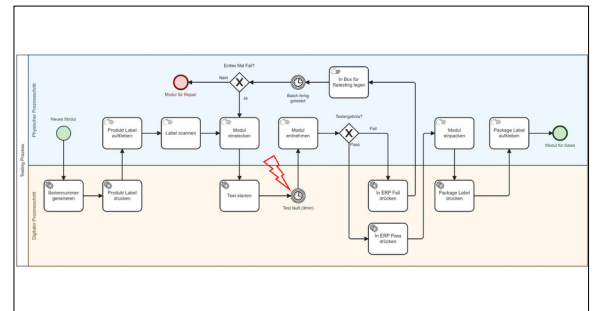 Testing Prozess
Physischer Prozessschritt
Digitaler Prozessschritt
Erstes Mal Fail?
Nein
Ja
Modul für Repair
Batch fertig
getestet
In Box für
Retesting legen
Neues Modul
Produkt Label
aufkleben
Label scannen
Modul
einstecken
Modul
entnehmen
Testergebnis?
Fail
Pass
Modul
einpacken
Package Label
aufkleben
Modul für Sales
Seriennummer
generieren
Produkt Label
drucken
Test starten
Test läuft (3min)
In ERP Fail
drücken
Package Label
drucken
In ERP Pass
drücken